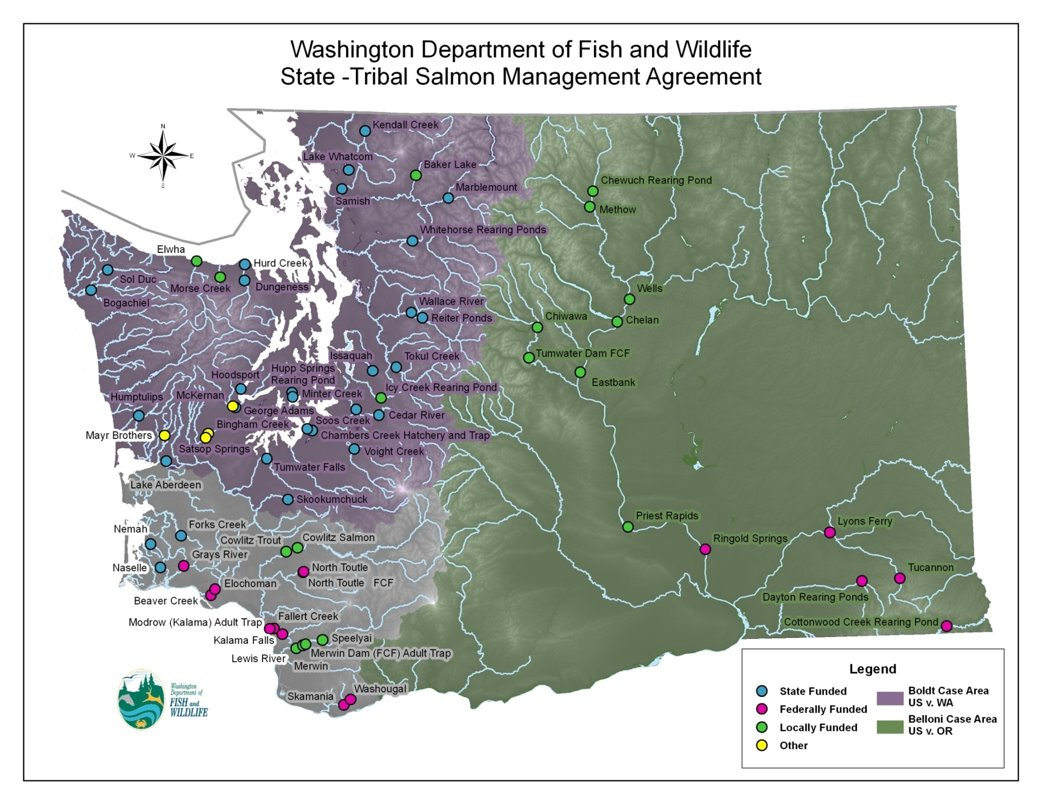 Washington Department of Fish and Wildlife
State -Tribal Salmon Management Agreement
N
W
E
S
Kendall Creek
Lake Whatcom
Baker Lake
Marblemount
Samish
Chewuch Rearing Pond
Methow
Whitehorse Rearing Ponds
Elwha
Hurd Creek
Sol Duc
Morse Creek
Dungeness
Bogachiel
Wells
Wallace River
Reiter Ponds
Chiwawa
Chelan
Issaquah
Tokul Creek
Tumwater Dam FCF
Hoodsport
Hupp Springs
Rearing Pond
Eastbank
McKernan
Minter Creek
Icy Creek Rearing Pond
Humptulips
George Adams
Cedar River
Bingham Creek
Soos Creek
Mayr Brothers
Chambers Creek Hatchery and Trap
Satsop Springs
Voight Creek
Tumwater Falls
Lake Aberdeen
Skookumchuck
Priest Rapids
Lyons Ferry
Nemah
Forks Creek
Cowlitz Trout
Cowlitz Salmon
Ringold Springs
Grays River
Naselle
North Toutle
Tucannon
Elochoman
North Toutle FCF
Beaver Creek
Dayton Rearing Ponds
Modrow (Kalama) Adult Trap
Fallert Creek
Cottonwood Creek Rearing Pond
Kalama Falls
Speelyai
Lewis River
Merwin Dam (FCF) Adult Trap
Merwin
Skamania
Washougal
Washington
Department of
FISH and
WILDLIFE
Legend
State Funded
Federally Funded
Locally Funded
Other
Boldt Case Area
US v. WA
Belloni Case Area
US v. OR